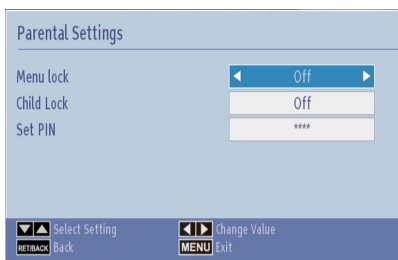 Parental Settings
Menu lock Off
Child Lock Off
Set PIN ****
Select Setting Change Value
RET/BACK Back MENU Exit